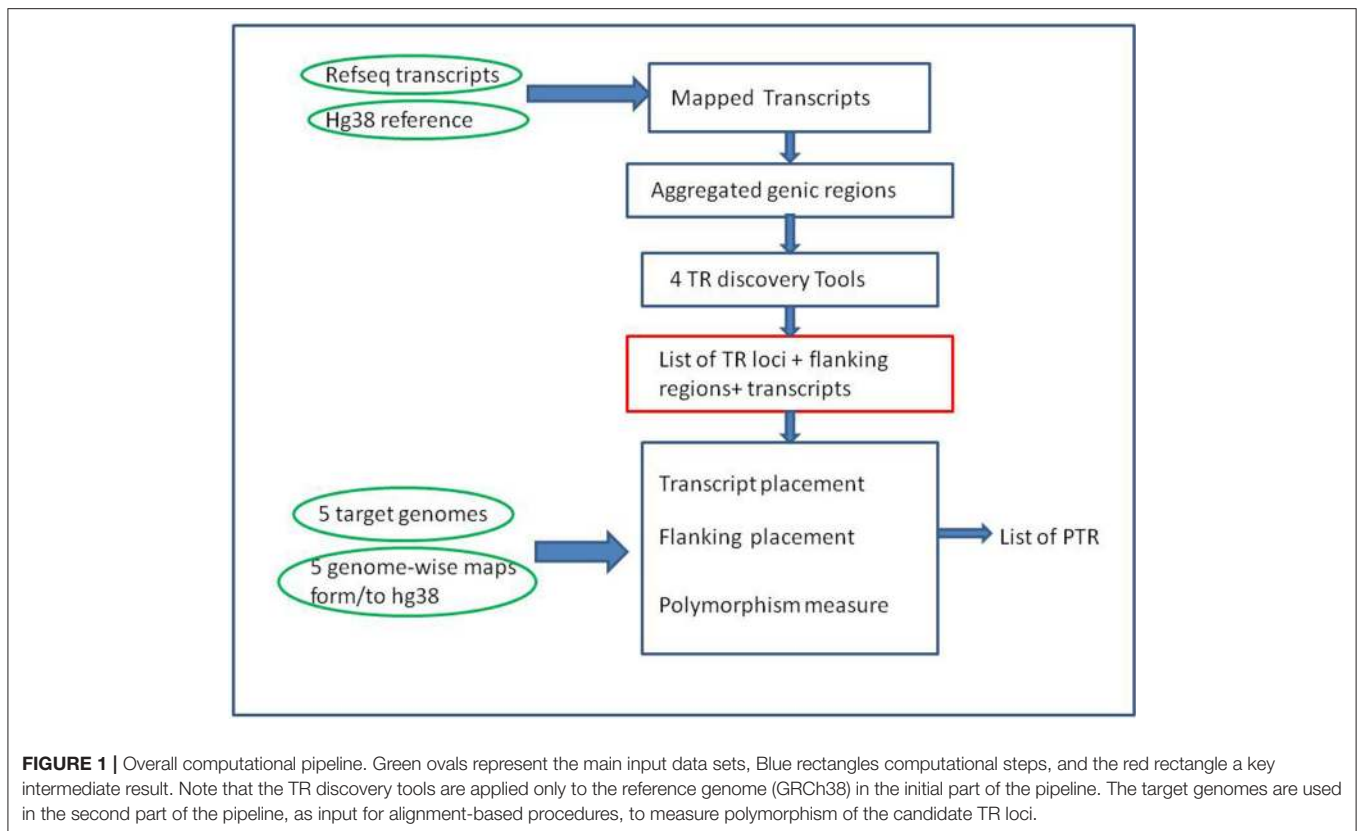 Refseq transcripts
Hg38 reference
Mapped Transcripts
Aggregated genic regions
4 TR discovery Tools
List of TR loci + flanking
regions+ transcripts
5 target genomes
5 genome-wise maps
form/to hg38
Transcript placement
Flanking placement
Polymorphism measure
List of PTR
FIGURE 1 | Overall computational pipeline. Green ovals represent the main input data sets, Blue rectangles computational steps, and the red rectangle a key
intermediate result. Note that the TR discovery tools are applied only to the reference genome (GRCh38) in the initial part of the pipeline. The target genomes are used
in the second part of the pipeline, as input for alignment-based procedures, to measure polymorphism of the candidate TR loci.